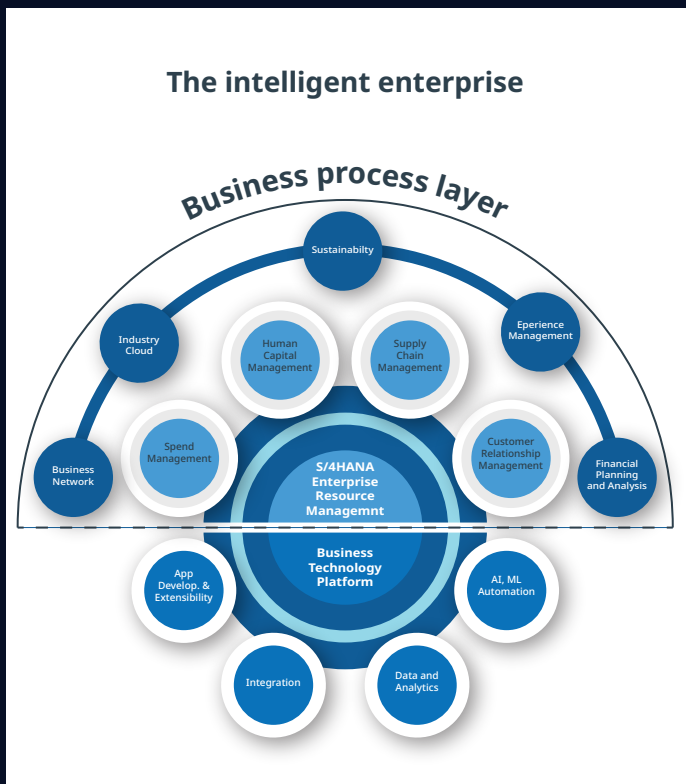 The intelligent enterprise
Business process layer
Sustainabilty
Industry
Cloud
Eperience
Management
Human
Capital
Management
Supply
Chain
Management
Spend
Management
Customer
Relationship
Management
Business
Network
Financial
Planning
and Analysis
S/4HANA
Enterprise
Resource
Managemnt
Business
Technology
Platform
App
Develop. &
Extensibility
AI, ML
Automation
Integration
Data and
Analytics